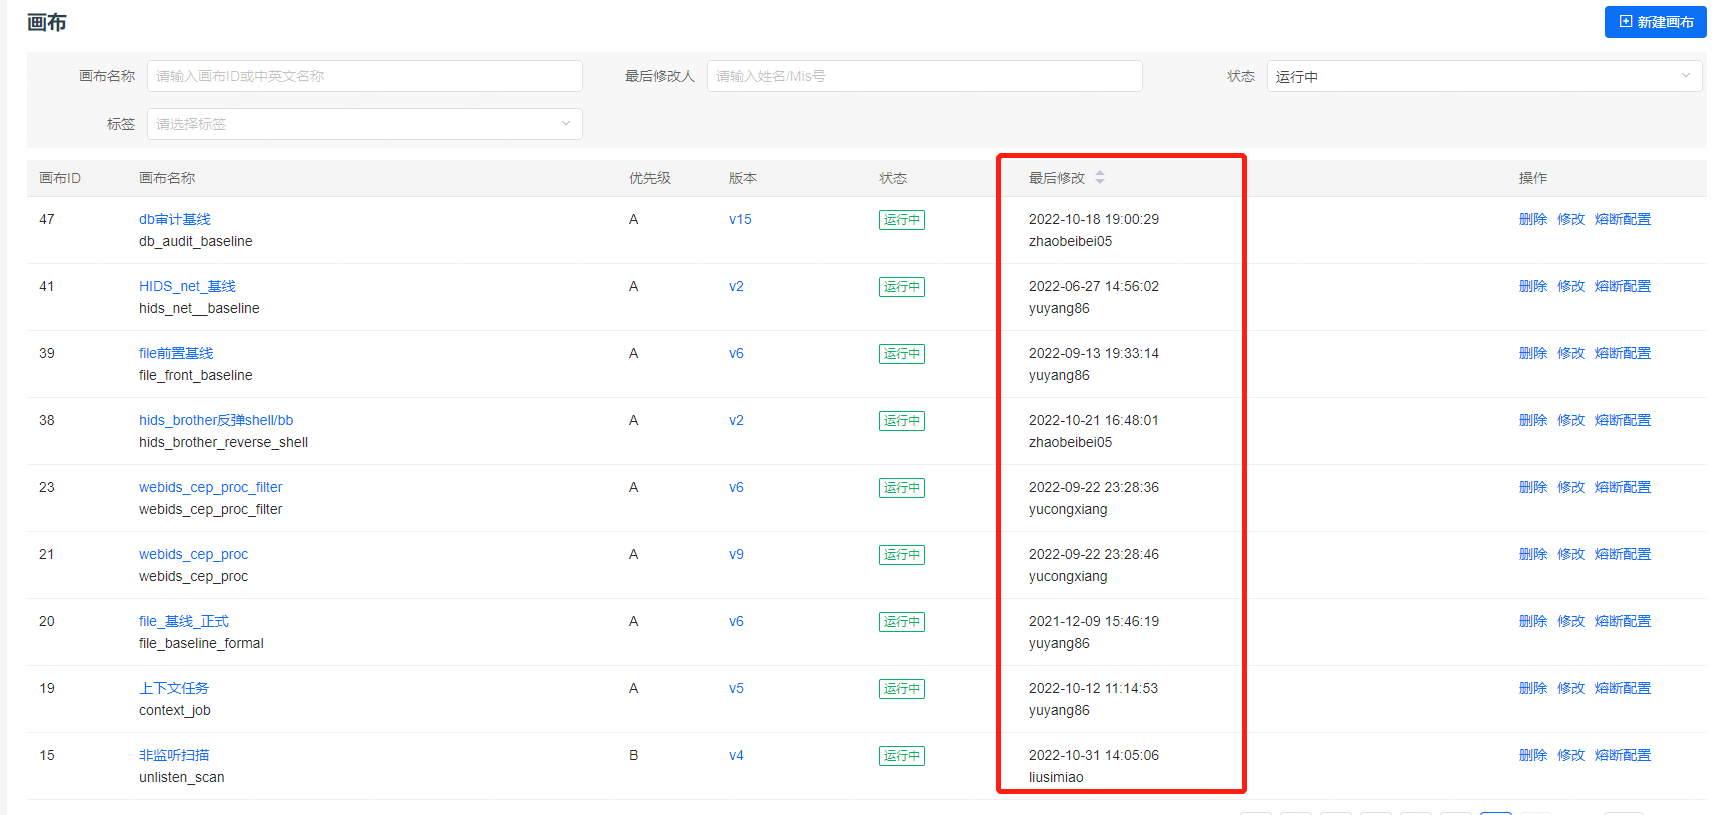 画布
新建画布
画布名称 请输入画布ID或中英文名称 最后修改人 请输入姓名/Mis号 状态 运行中
标签 请选择标签
画布ID 画布名称 优先级 版本 状态 最后修改 操作
47 db审计基线 A v15 运行中 2022-10-18 19:00:29 删除 修改 熔断配置
db_audit_baseline zhaobeibei05
41 HIDS_net_基线 A v2 运行中 2022-06-27 14:56:02 删除 修改 熔断配置
hids_net__baseline yuyang86
39 file前置基线 A v6 运行中 2022-09-13 19:33:14 删除 修改 熔断配置
file_front_baseline yuyang86
38 hids_brother反弹shell/bb A v2 运行中 2022-10-21 16:48:01 删除 修改 熔断配置
hids_brother_reverse_shell zhaobeibei05
23 webids_cep_proc_filter A v6 运行中 2022-09-22 23:28:36 删除 修改 熔断配置
webids_cep_proc_filter yucongxiang
21 webids_cep_proc A v9 运行中 2022-09-22 23:28:46 删除 修改 熔断配置
webids_cep_proc yucongxiang
20 file_基线_正式 A v6 运行中 2021-12-09 15:46:19 删除 修改 熔断配置
file_baseline_formal yuyang86
19 上下文任务 A v5 运行中 2022-10-12 11:14:53 删除 修改 熔断配置
context_job yuyang86
15 非监听扫描 B v4 运行中 2022-10-31 14:05:06 删除 修改 熔断配置
unlisten_scan liusimiao